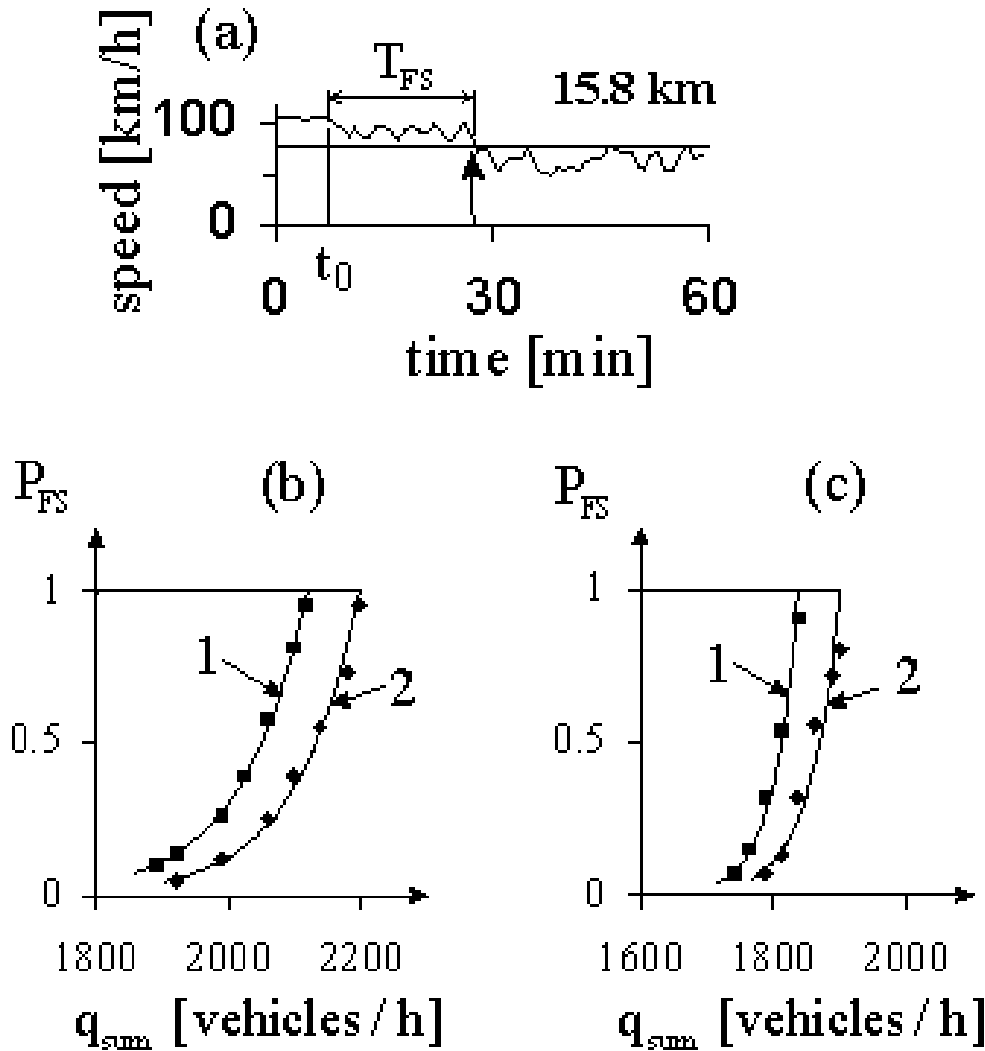 (a)
speed [km/h]
T_FS
15.8 km
100
0
t_0
0 30 60
time [min]
P_FS
(b)
1
1
2
0.5
0
1800 2000 2200
q_sum [vehicles / h]
P_FS
(c)
1
1
2
0.5
0
1600 1800 2000
q_sum [vehicles / h]